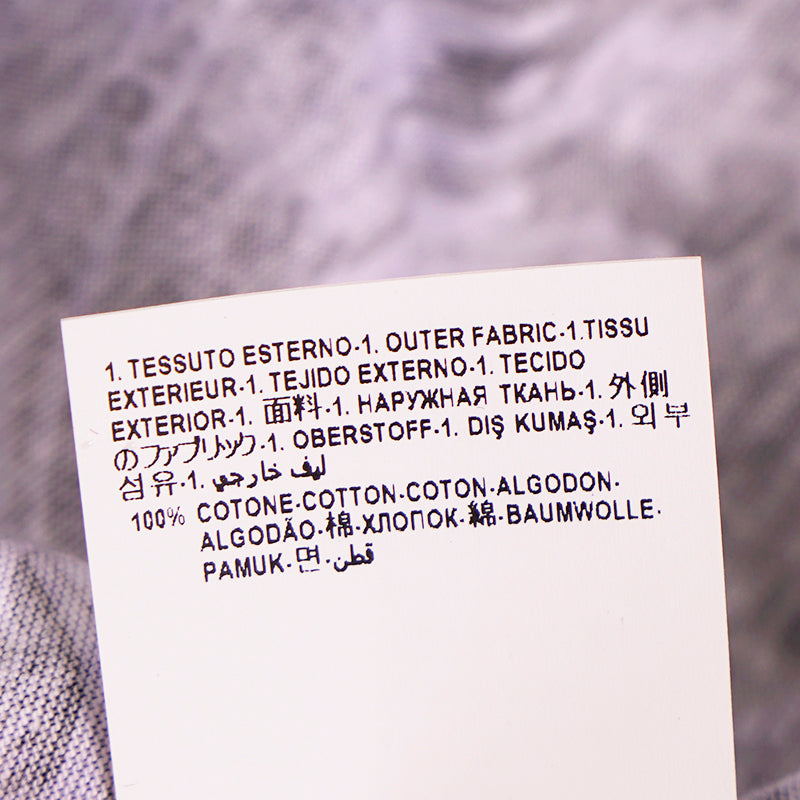 1. TESSUTO ESTERNO-1. OUTER FABRIC-1.TISSU
EXTERIEUR-1. TEJIDO EXTERNO-1. TECIDO
EXTERIOR-1. 面料-1. НАРУЖНАЯ ТКАНЬ-1. 外側
のファブリック-1. OBERSTOFF-1. DIŞ KUMAŞ-1. 외부
섬유-1. ليف خارجي
100% COTONE-COTTON-COTON-ALGODON-
ALGODÃO-棉-ХЛОПОК-綿-BAUMWOLLE-
PAMUK-면-قطن